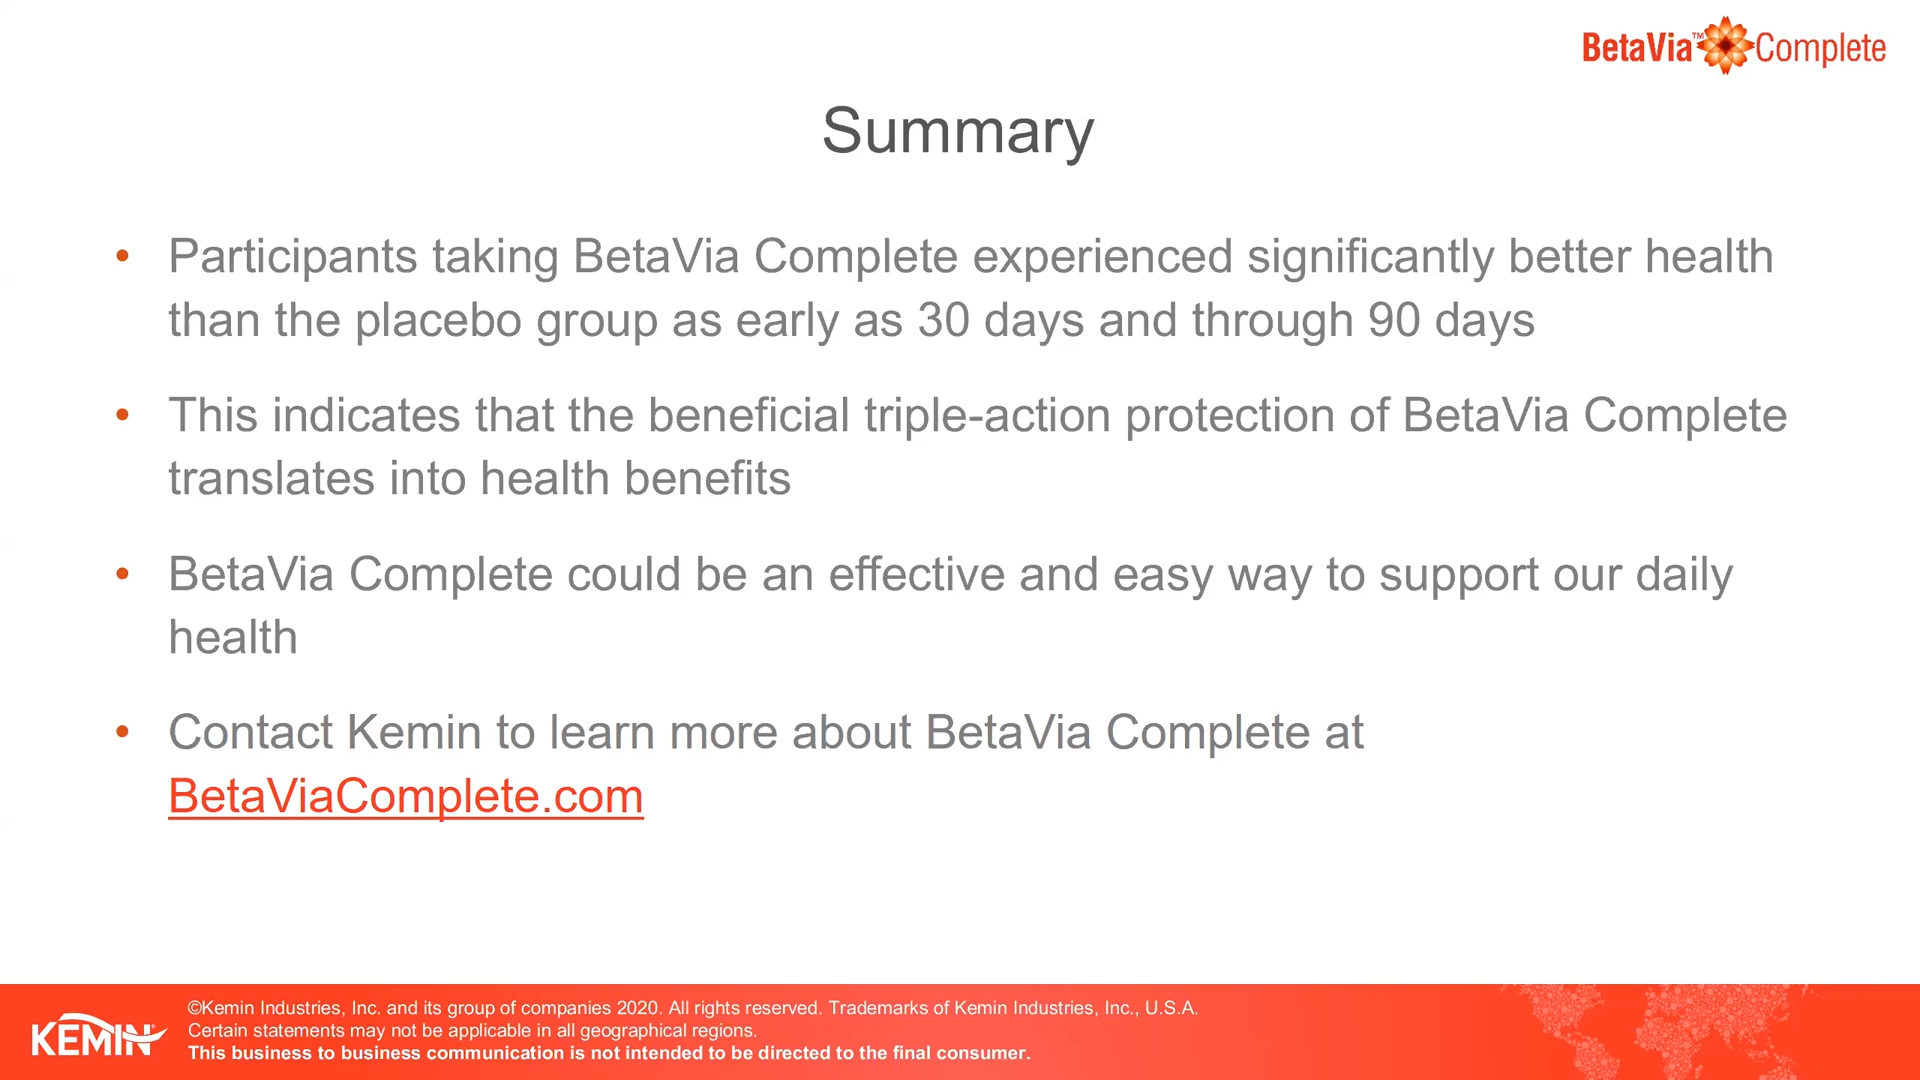 BetaVia™ Complete
Summary
• Participants taking BetaVia Complete experienced significantly better health
than the placebo group as early as 30 days and through 90 days
• This indicates that the beneficial triple-action protection of BetaVia Complete
translates into health benefits
• BetaVia Complete could be an effective and easy way to support our daily
health
• Contact Kemin to learn more about BetaVia Complete at
BetaViaComplete.com
KEMIN
©Kemin Industries, Inc. and its group of companies 2020. All rights reserved. Trademarks of Kemin Industries, Inc., U.S.A.
Certain statements may not be applicable in all geographical regions.
This business to business communication is not intended to be directed to the final consumer.